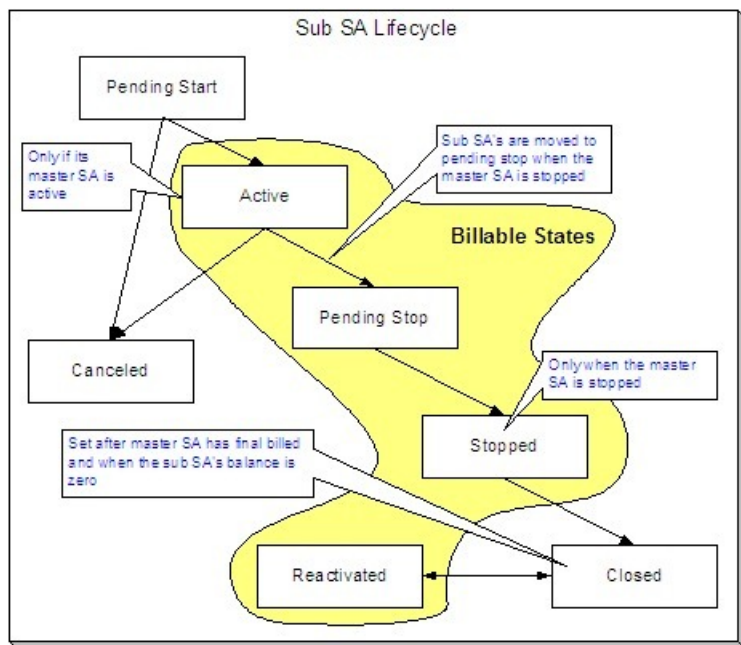 Sub SA Lifecycle
Pending Start
Only if its
master SA is
active
Sub SA's are moved to
pending stop when the
master SA is stopped
Active
Billable States
Pending Stop
Canceled
Only when the master
SA is stopped
Set after master SA has final billed
and when the sub SA's balance is
zero
Stopped
Reactivated
Closed